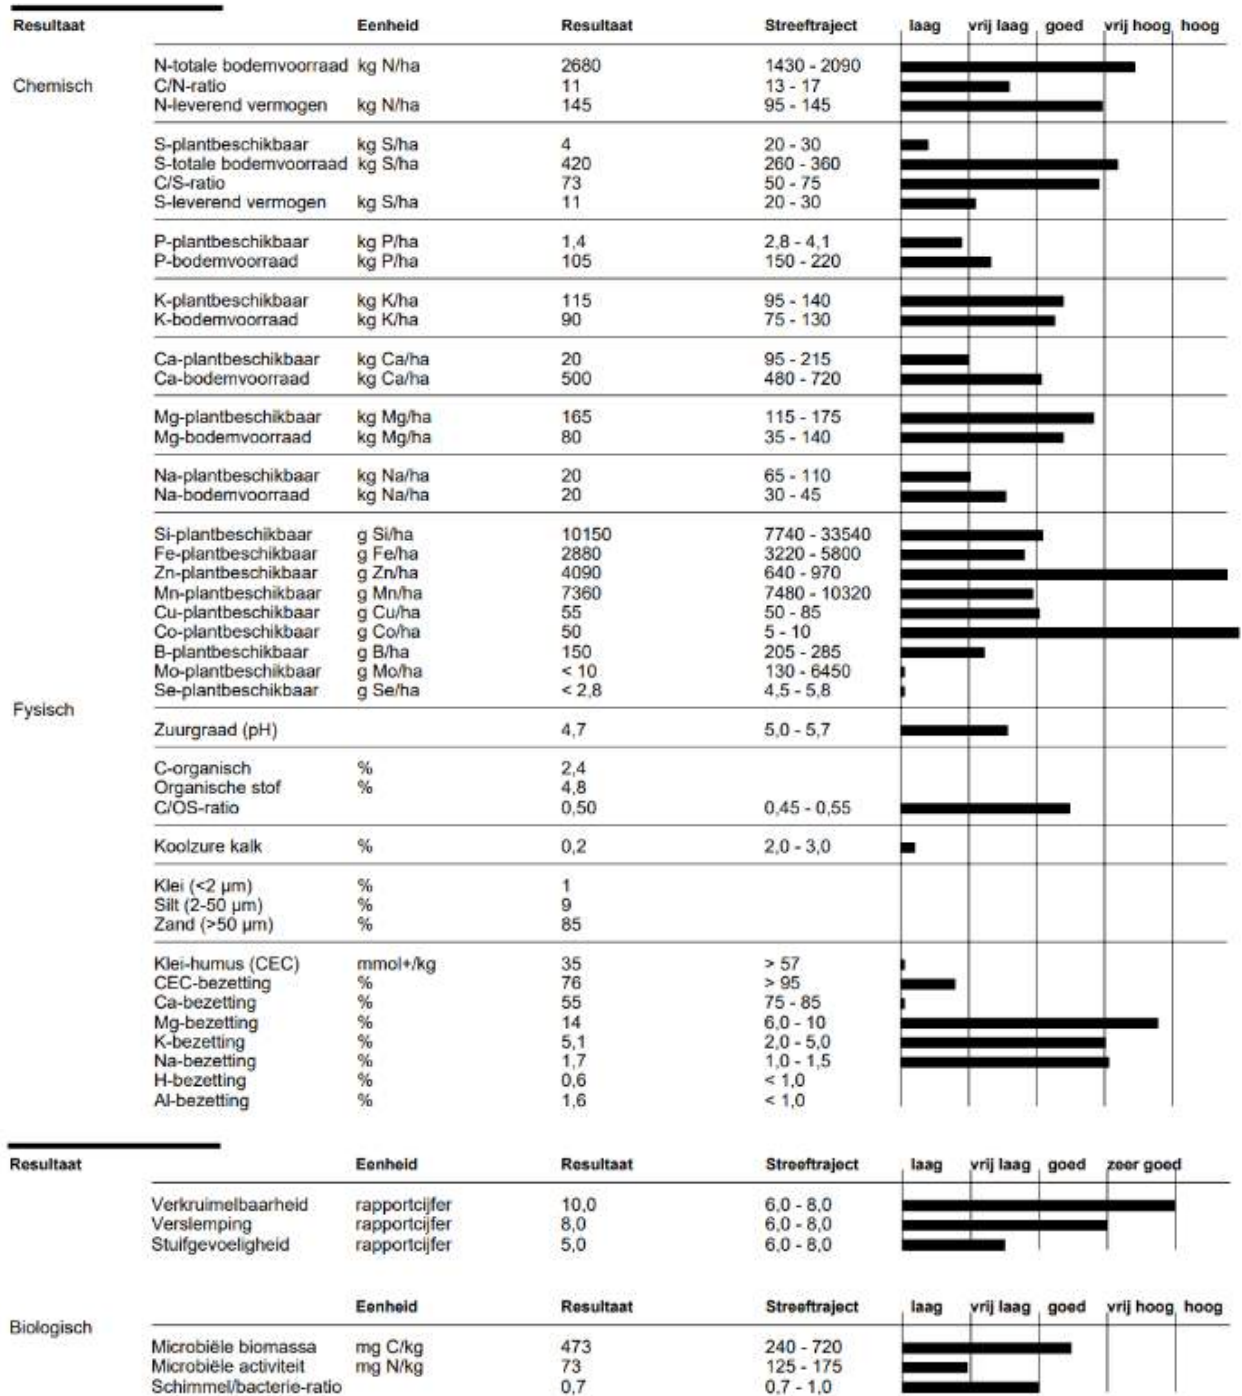 Resultaat Eenheid Resultaat Streeftraject laag vrij laag goed vrij hoog hoog
N-totale bodemvoorraad kg N/ha 2680 1430 - 2090
Chemisch C/N-ratio 11 13 - 17
N-leverend vermogen kg N/ha 145 95 - 145
S-plantbeschikbaar kg S/ha 4 20 - 30
S-totale bodemvoorraad kg S/ha 420 260 - 360
C/S-ratio 73 50 - 75
S-leverend vermogen kg S/ha 11 20 - 30
P-plantbeschikbaar kg P/ha 1,4 2,8 - 4,1
P-bodemvoorraad kg P/ha 105 150 - 220
K-plantbeschikbaar kg K/ha 115 95 - 140
K-bodemvoorraad kg K/ha 90 75 - 130
Ca-plantbeschikbaar kg Ca/ha 20 95 - 215
Ca-bodemvoorraad kg Ca/ha 500 480 - 720
Mg-plantbeschikbaar kg Mg/ha 165 115 - 175
Mg-bodemvoorraad kg Mg/ha 80 35 - 140
Na-plantbeschikbaar kg Na/ha 20 65 - 110
Na-bodemvoorraad kg Na/ha 20 30 - 45
Si-plantbeschikbaar g Si/ha 10150 7740 - 33540
Fe-plantbeschikbaar g Fe/ha 2880 3220 - 5800
Zn-plantbeschikbaar g Zn/ha 4090 640 - 970
Mn-plantbeschikbaar g Mn/ha 7360 7480 - 10320
Cu-plantbeschikbaar g Cu/ha 55 50 - 85
Co-plantbeschikbaar g Co/ha 50 5 - 10
B-plantbeschikbaar g B/ha 150 205 - 285
Mo-plantbeschikbaar g Mo/ha < 10 130 - 6450
Se-plantbeschikbaar g Se/ha < 2,8 4,5 - 5,8
Fysisch
Zuurgraad (pH) 4,7 5,0 - 5,7
C-organisch % 2,4
Organische stof % 4,8
C/OS-ratio 0,50 0,45 - 0,55
Koolzure kalk % 0,2 2,0 - 3,0
Klei (<2 µm) % 1
Silt (2-50 µm) % 9
Zand (>50 µm) % 85
Klei-humus (CEC) mmol+/kg 35 > 57
CEC-bezetting % 76 > 95
Ca-bezetting % 55 75 - 85
Mg-bezetting % 14 6,0 - 10
K-bezetting % 5,1 2,0 - 5,0
Na-bezetting % 1,7 1,0 - 1,5
H-bezetting % 0,6 < 1,0
Al-bezetting % 1,6 < 1,0
Resultaat Eenheid Resultaat Streeftraject laag vrij laag goed zeer goed
Verkruimelbaarheid rapportcijfer 10,0 6,0 - 8,0
Verslemping rapportcijfer 8,0 6,0 - 8,0
Stuifgevoeligheid rapportcijfer 5,0 6,0 - 8,0
Eenheid Resultaat Streeftraject laag vrij laag goed vrij hoog hoog
Biologisch
Microbiële biomassa mg C/kg 473 240 - 720
Microbiële activiteit mg N/kg 73 125 - 175
Schimmel/bacterie-ratio 0,7 0,7 - 1,0